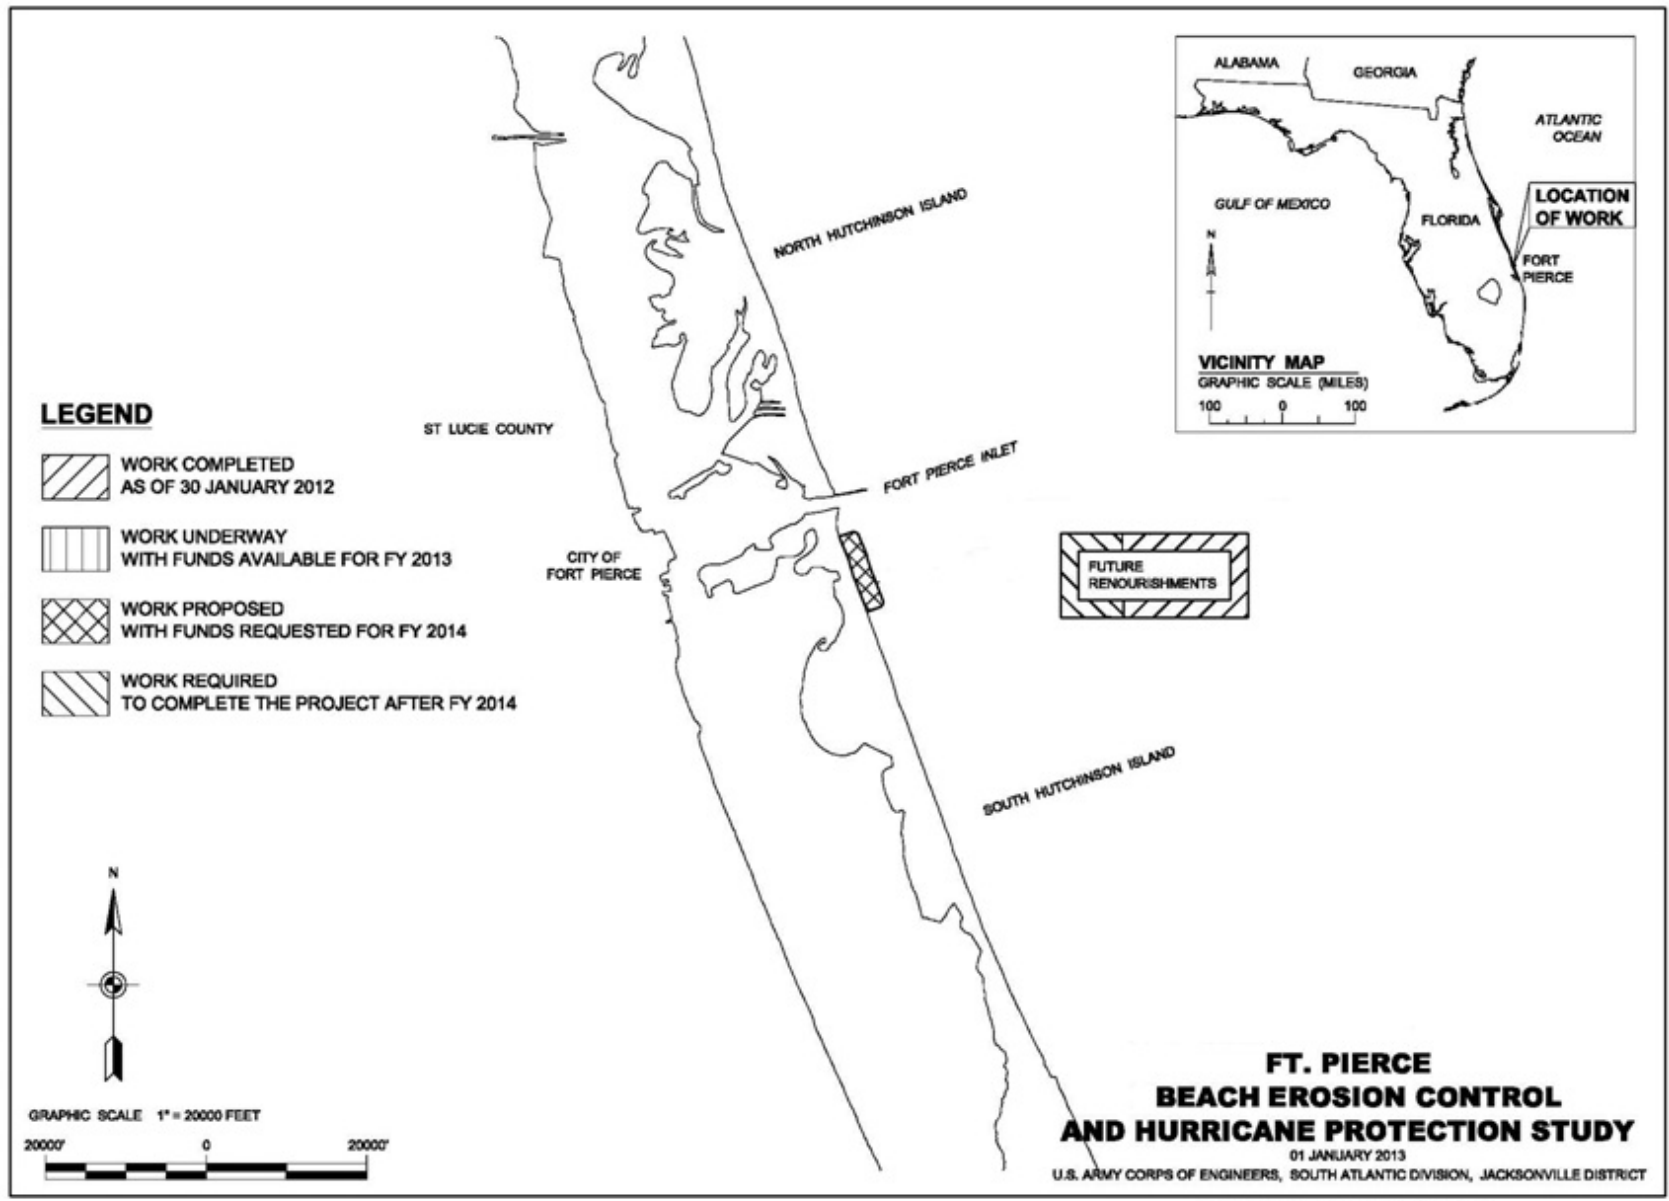 ALABAMA
GEORGIA
ATLANTIC
OCEAN
GULF OF MEXICO
FLORIDA
LOCATION
OF WORK
FORT
PIERCE
N
VICINITY MAP
GRAPHIC SCALE (MILES)
100 0 100
NORTH HUTCHINSON ISLAND
LEGEND
WORK COMPLETED
AS OF 30 JANUARY 2012
WORK UNDERWAY
WITH FUNDS AVAILABLE FOR FY 2013
WORK PROPOSED
WITH FUNDS REQUESTED FOR FY 2014
WORK REQUIRED
TO COMPLETE THE PROJECT AFTER FY 2014
ST LUCIE COUNTY
FORT PIERCE INLET
CITY OF
FORT PIERCE
FUTURE
RENOURISHMENTS
SOUTH HUTCHINSON ISLAND
N
GRAPHIC SCALE 1" = 20000 FEET
20000' 0 20000'
FT. PIERCE
BEACH EROSION CONTROL
AND HURRICANE PROTECTION STUDY
01 JANUARY 2013
U.S. ARMY CORPS OF ENGINEERS, SOUTH ATLANTIC DIVISION, JACKSONVILLE DISTRICT